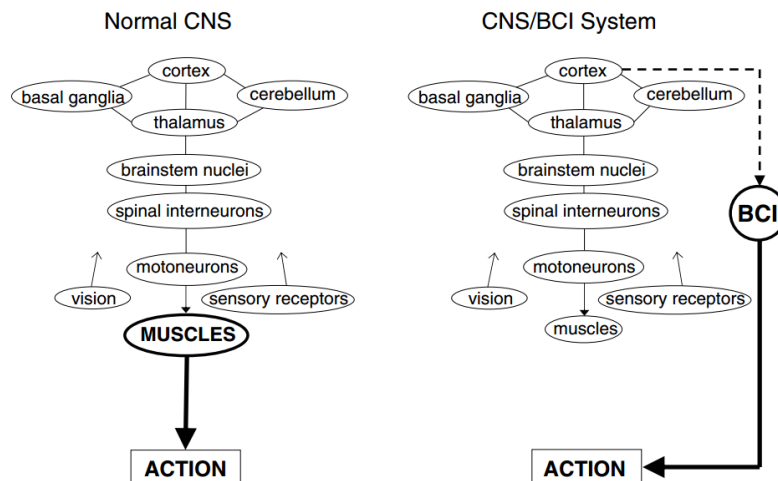 Normal CNS
cortex
basal ganglia
cerebellum
thalamus
brainstem nuclei
spinal interneurons
motoneurons
vision
sensory receptors
MUSCLES
ACTION
CNS/BCI System
cortex
basal ganglia
cerebellum
thalamus
brainstem nuclei
BCI
spinal interneurons
motoneurons
vision
sensory receptors
muscles
ACTION